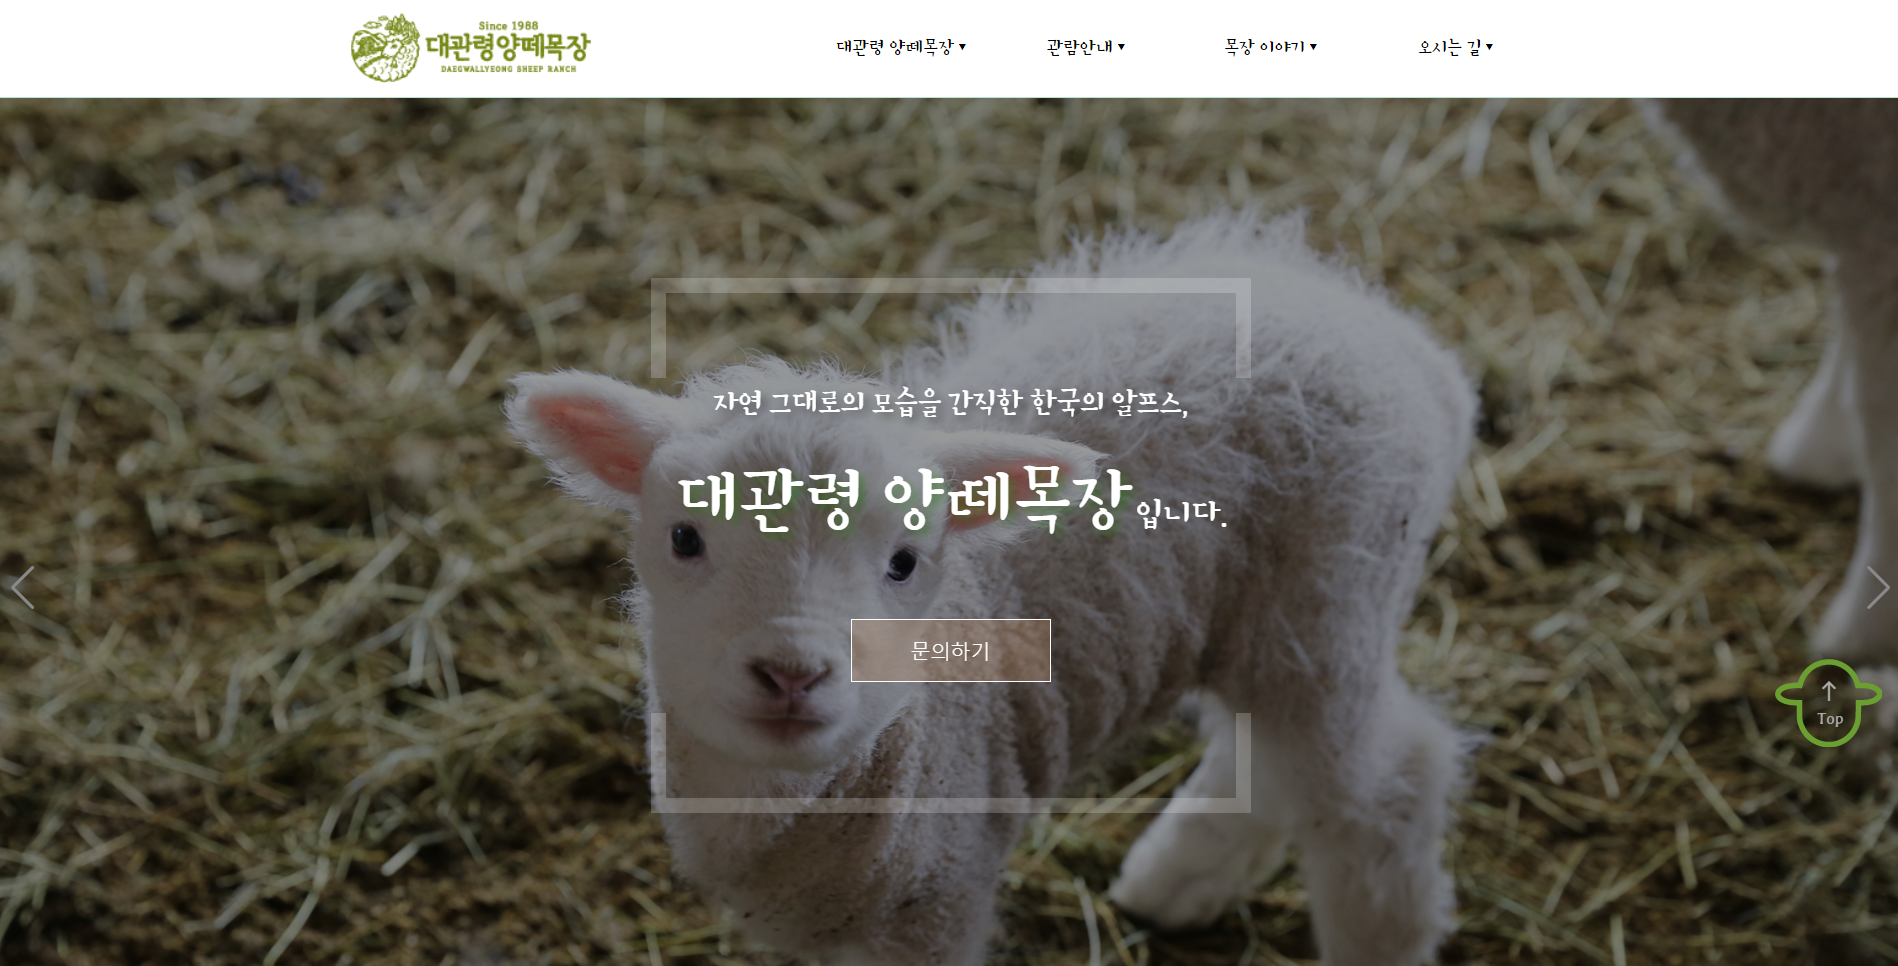 Since 1988
대관령양떼목장
DAEGWALLYEONG SHEEP RANCH
대관령 양떼목장 ▼
관람안내 ▼
목장 이야기 ▼
오시는 길 ▼
자연 그대로의 모습을 간직한 한국의 알프스,
대관령 양떼목장 입니다.
문의하기
↑
Top